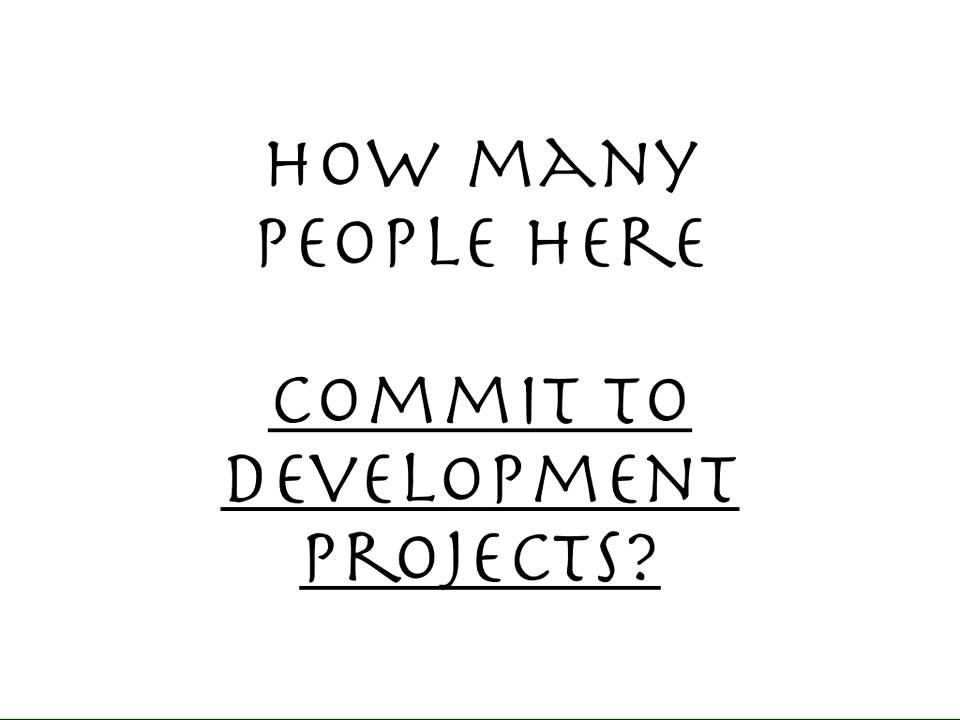 HOW MANY
PEOPLE HERE
COMMIT TO
DEVELOPMENT
PROJECTS?